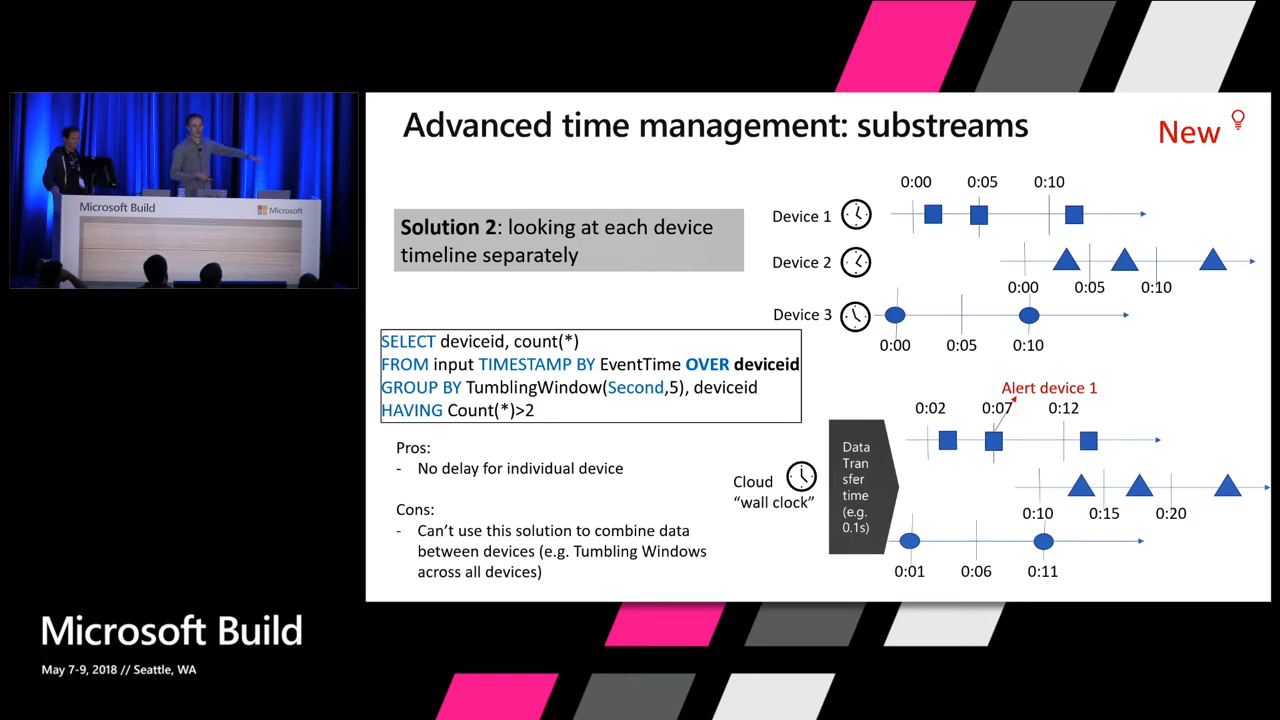 Advanced time management: substreams
New
Solution 2: looking at each device
timeline separately
SELECT deviceid, count(*)
FROM input TIMESTAMP BY EventTime OVER deviceid
GROUP BY TumblingWindow(Second,5), deviceid
HAVING Count(*)>2
Pros:
- No delay for individual device
Cons:
- Can't use this solution to combine data
between devices (e.g. Tumbling Windows
across all devices)
0:00 0:05 0:10
Device 1
Device 2
0:00 0:05 0:10
Device 3
0:00 0:05 0:10
Alert device 1
0:02 0:07 0:12
Cloud
"wall clock"
Data
Tran
sfer
time
(e.g.
0.1s)
0:10 0:15 0:20
0:01 0:06 0:11
Microsoft Build
Microsoft
Microsoft Build
May 7-9, 2018 // Seattle, WA